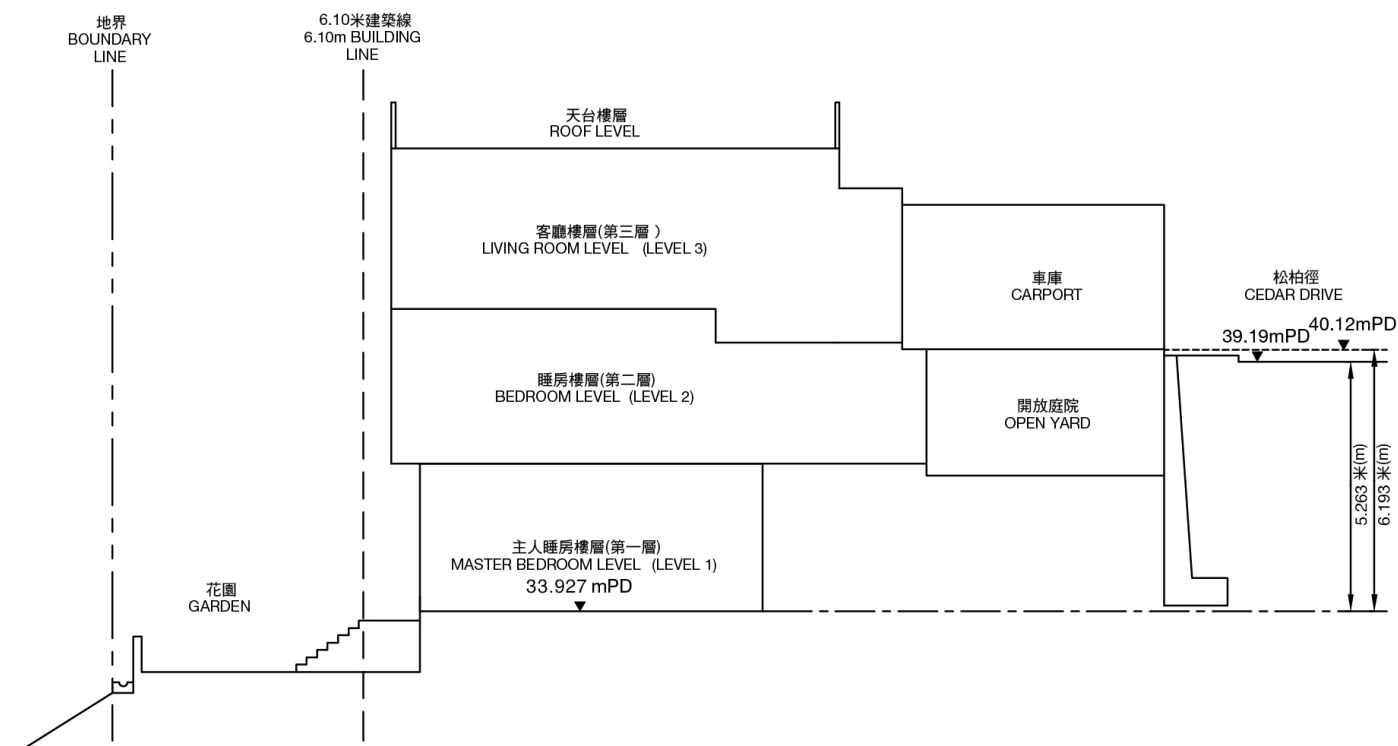 地界
BOUNDARY
LINE
6.10米建築線
6.10m BUILDING
LINE
天台樓層
ROOF LEVEL
客廳樓層(第三層 )
LIVING ROOM LEVEL (LEVEL 3)
車庫
CARPORT
松柏徑
CEDAR DRIVE
39.19mPD
40.12mPD
睡房樓層(第二層)
BEDROOM LEVEL (LEVEL 2)
開放庭院
OPEN YARD
5.263 米(m)
6.193 米(m)
主人睡房樓層(第一層)
MASTER BEDROOM LEVEL (LEVEL 1)
33.927 mPD
花園
GARDEN